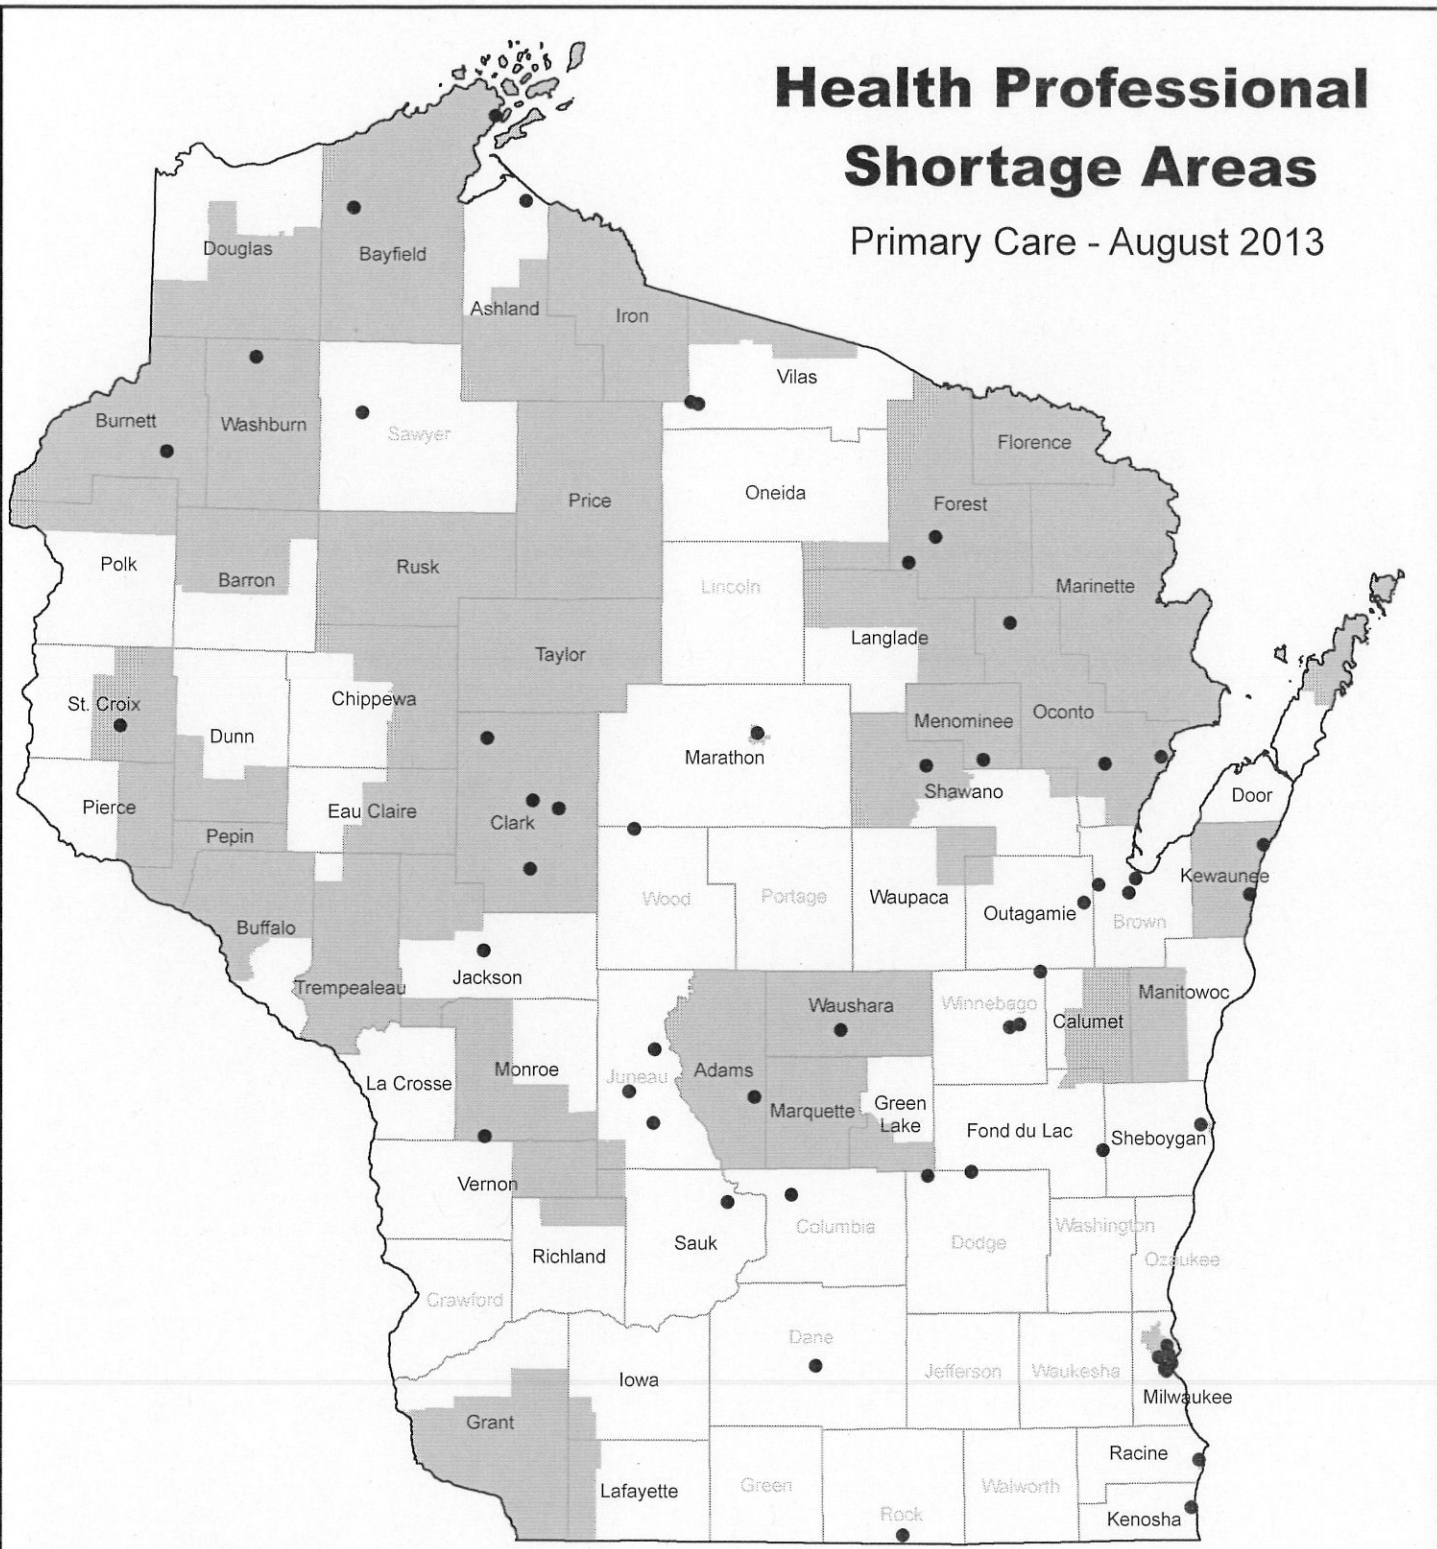 Health Professional
Shortage Areas
Primary Care - August 2013
Douglas
Bayfield
Ashland
Iron
Vilas
Burnett
Washburn
Sawyer
Florence
Price
Oneida
Forest
Polk
Barron
Rusk
Lincoln
Marinette
Langlade
Taylor
St. Croix
Chippewa
Dunn
Menominee
Oconto
Marathon
Shawano
Door
Pierce
Pepin
Eau Claire
Clark
Kewaunee
Wood
Portage
Waupaca
Outagamie
Brown
Buffalo
Jackson
Trempealeau
Waushara
Winnebago
Calumet
Manitowoc
La Crosse
Monroe
Juneau
Adams
Marquette
Green
Lake
Fond du Lac
Sheboygan
Vernon
Richland
Sauk
Columbia
Dodge
Washington
Ozaukee
Crawford
Dane
Iowa
Jefferson
Waukesha
Milwaukee
Grant
Lafayette
Green
Rock
Walworth
Racine
Kenosha